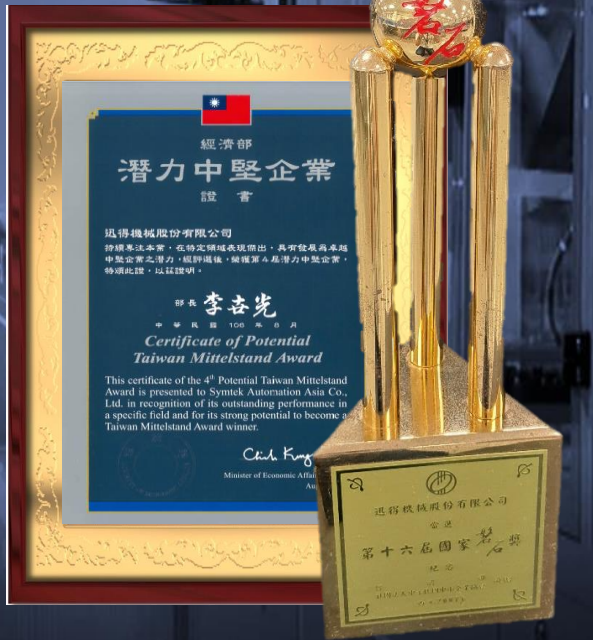 經濟部
潛力中堅企業
證 書
迅得機械股份有限公司
持續專注本業，在特定領域表現傑出，具有發展為卓越
中堅企業之潛力，經評選後，榮獲第4屆潛力中堅企業，
特頒此證，以茲證明。
部長 李世光
中華民國 106 年 8 月
Certificate of Potential
Taiwan Mittelstand Award
This certificate of the 4th Potential Taiwan Mittelstand
Award is presented to Symtek Automation Asia Co.,
Ltd. in recognition of its outstanding performance in
a specific field and for its strong potential to become a
Taiwan Mittelstand Award winner.
Minister of Economic Affai
Au
磐石
迅得機械股份有限公司
當選
第十六屆國家磐石獎
紀念